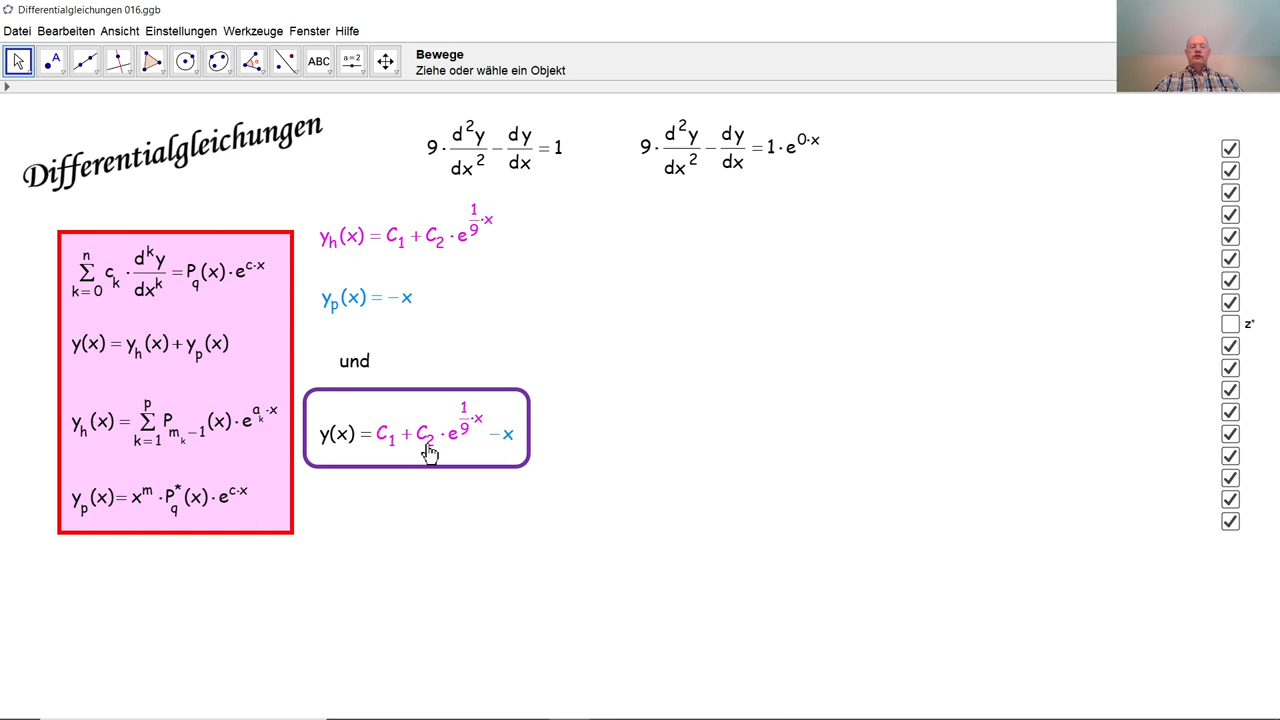 Differentialgleichungen 016.ggb
Datei Bearbeiten Ansicht Einstellungen Werkzeuge Fenster Hilfe
A
ABC
a=2
Bewege
Ziehe oder wähle ein Objekt
Differentialgleichungen
9 · d²y/dx² − dy/dx = 1
9 · d²y/dx² − dy/dx = 1 · e^(0·x)
∑_(k=0)^n c_k · d^k y/dx^k = P_q(x) · e^(c·x)
y(x) = y_h(x) + y_p(x)
y_h(x) = ∑_(k=1)^p P_(m_k−1)(x) · e^(a_k·x)
y_p(x) = x^m · P*_q(x) · e^(c·x)
y_h(x) = C_1 + C_2 · e^(1/9·x)
y_p(x) = −x
und
y(x) = C_1 + C_2 · e^(1/9·x) − x
z*